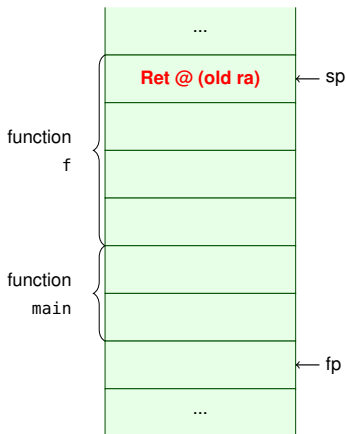 ...
Ret @ (old ra)
sp
function
f
function
main
fp
...